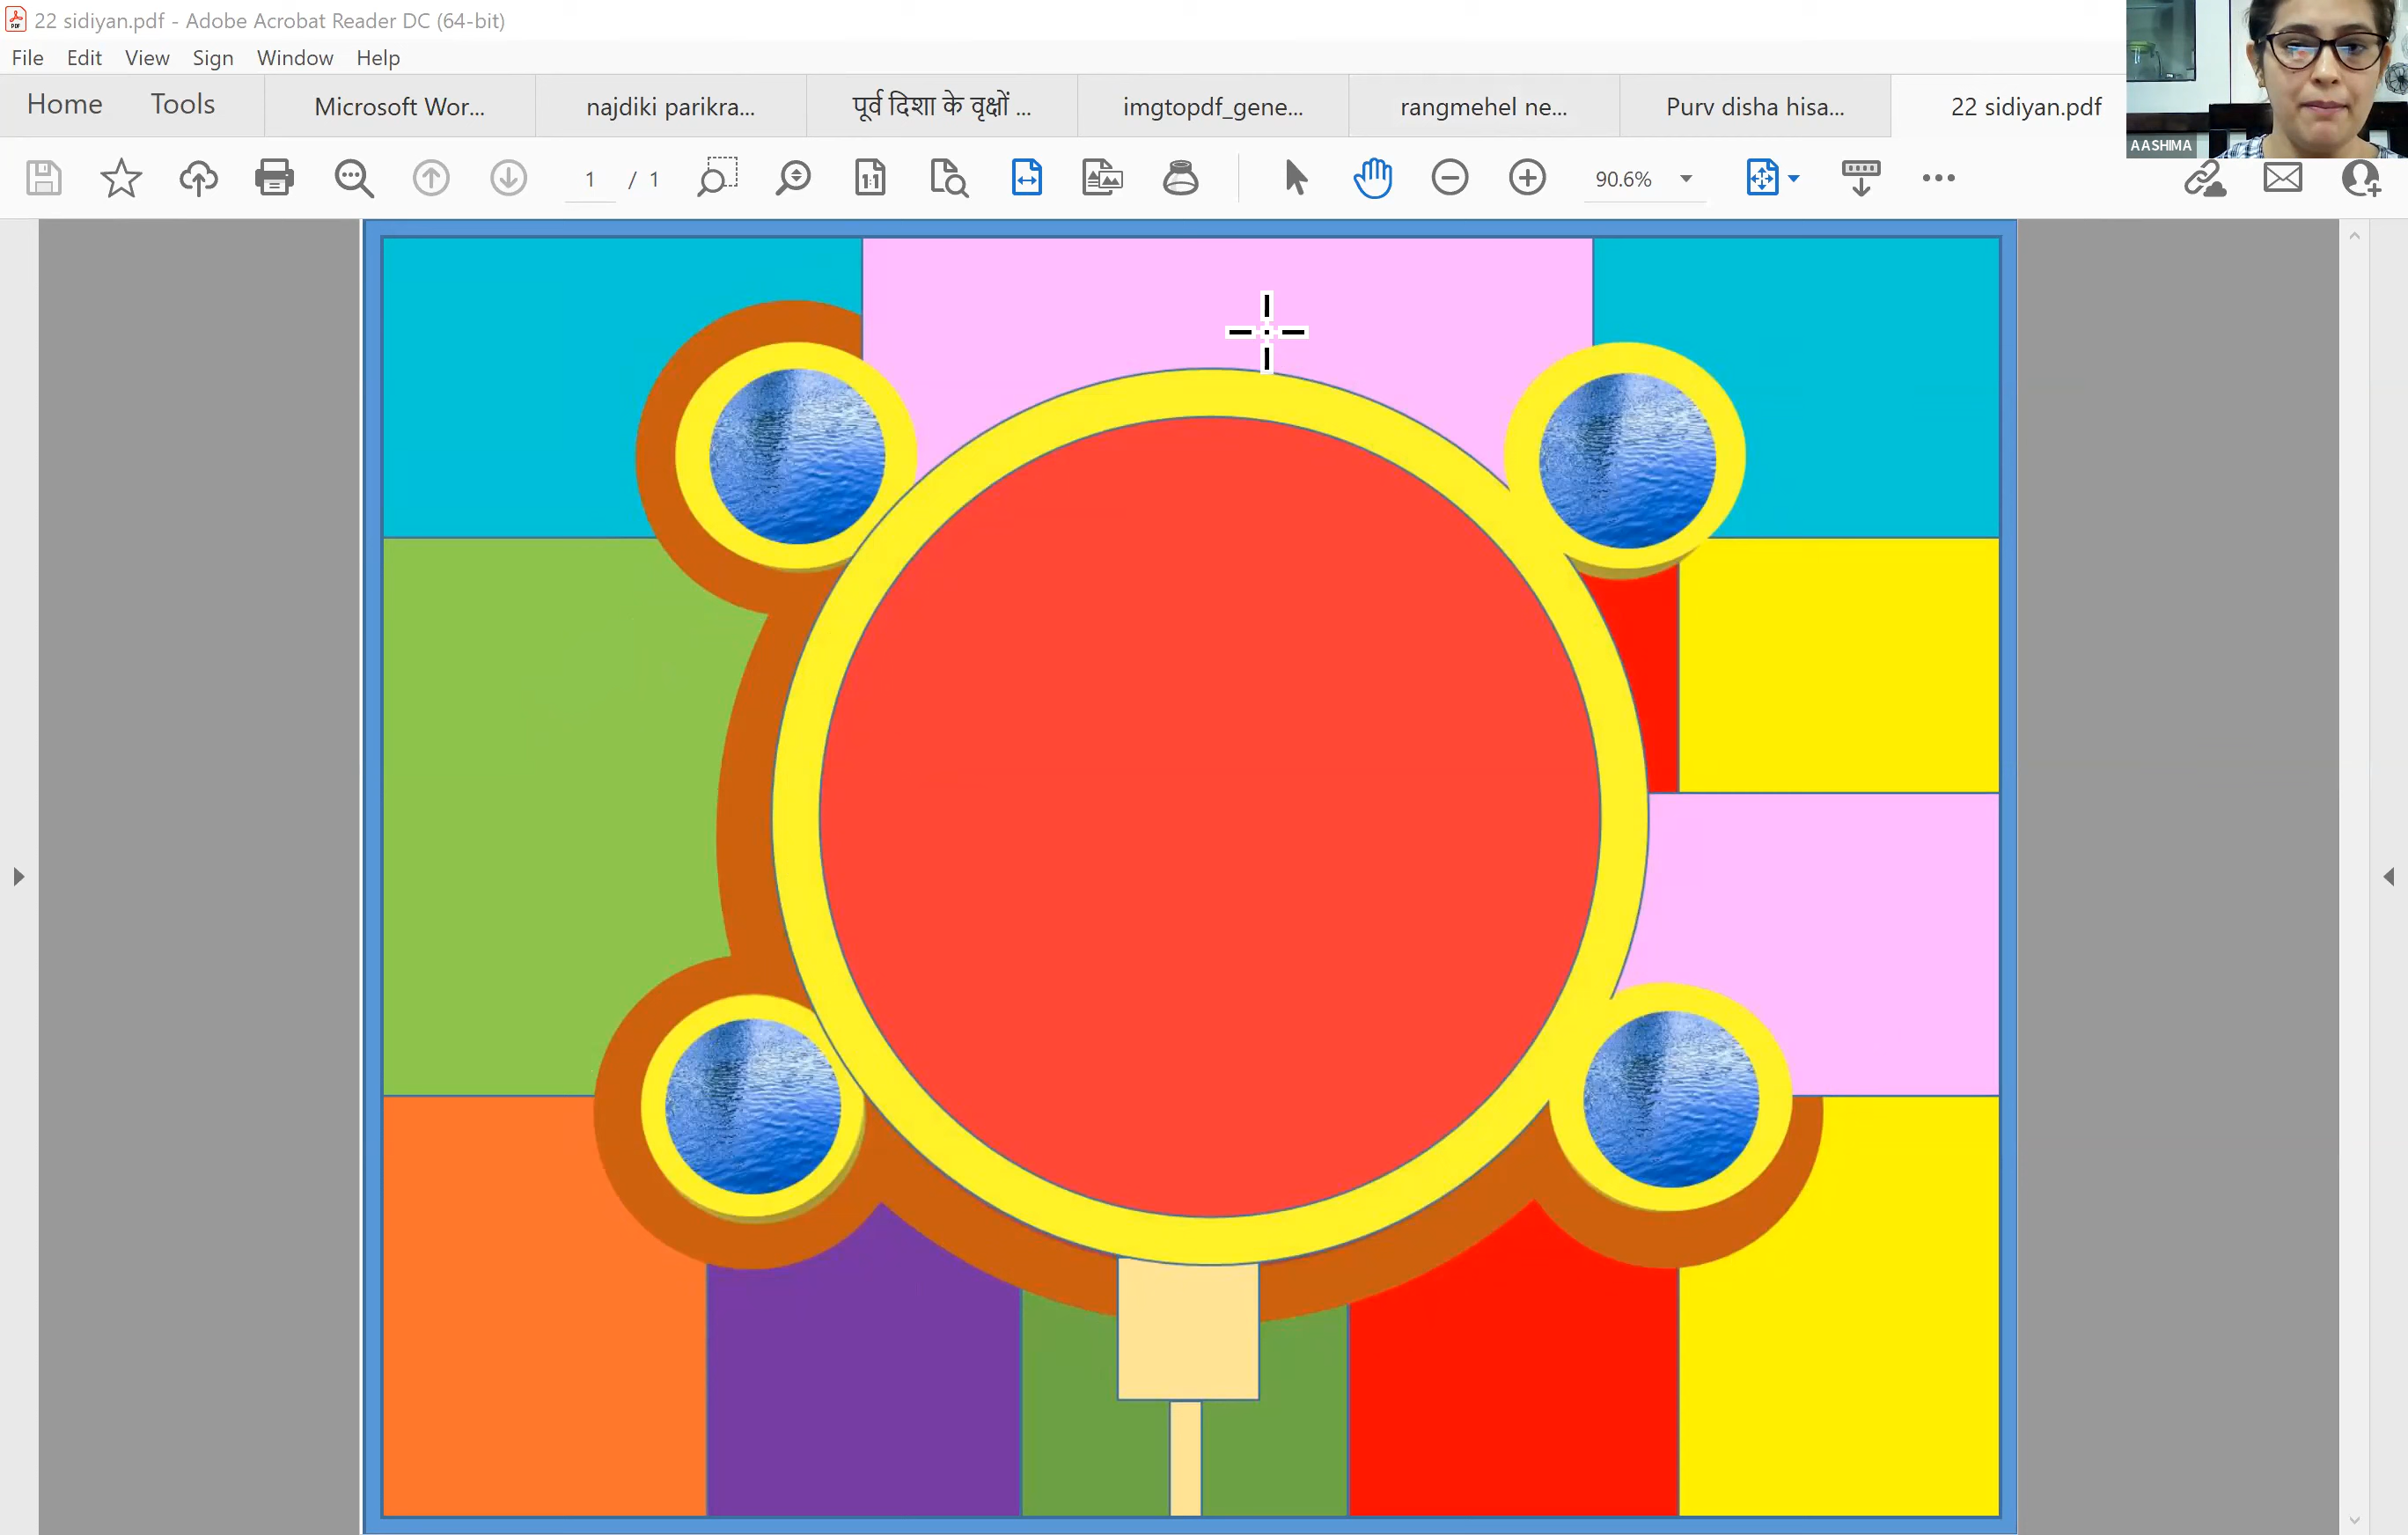 22 sidiyan.pdf - Adobe Acrobat Reader DC (64-bit)
File Edit View Sign Window Help
Home Tools Microsoft Wor... najdiki parikra... पूर्व दिशा के वृक्षों ... imgtopdf_gene... rangmehel ne... Purv disha hisa... 22 sidiyan.pdf
AASHIMA
1 / 1 90.6%